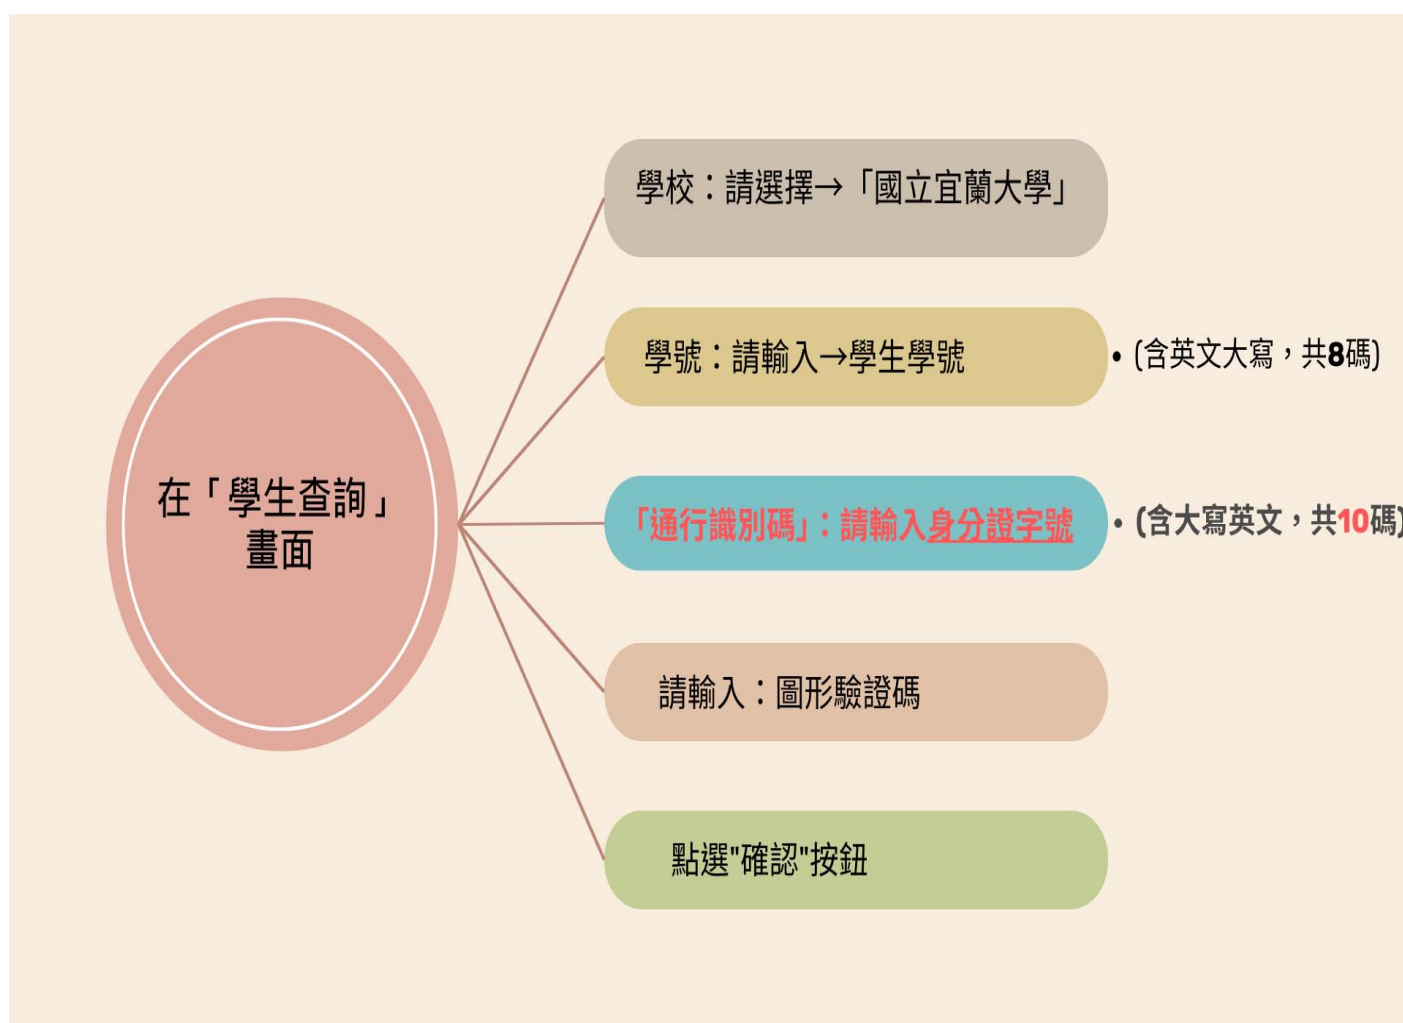 在「學生查詢」
畫面
學校：請選擇→「國立宜蘭大學」
學號：請輸入→學生學號
• (含英文大寫，共8碼)
「通行識別碼」：請輸入身分證字號
• (含大寫英文，共10碼)
請輸入：圖形驗證碼
點選"確認"按鈕